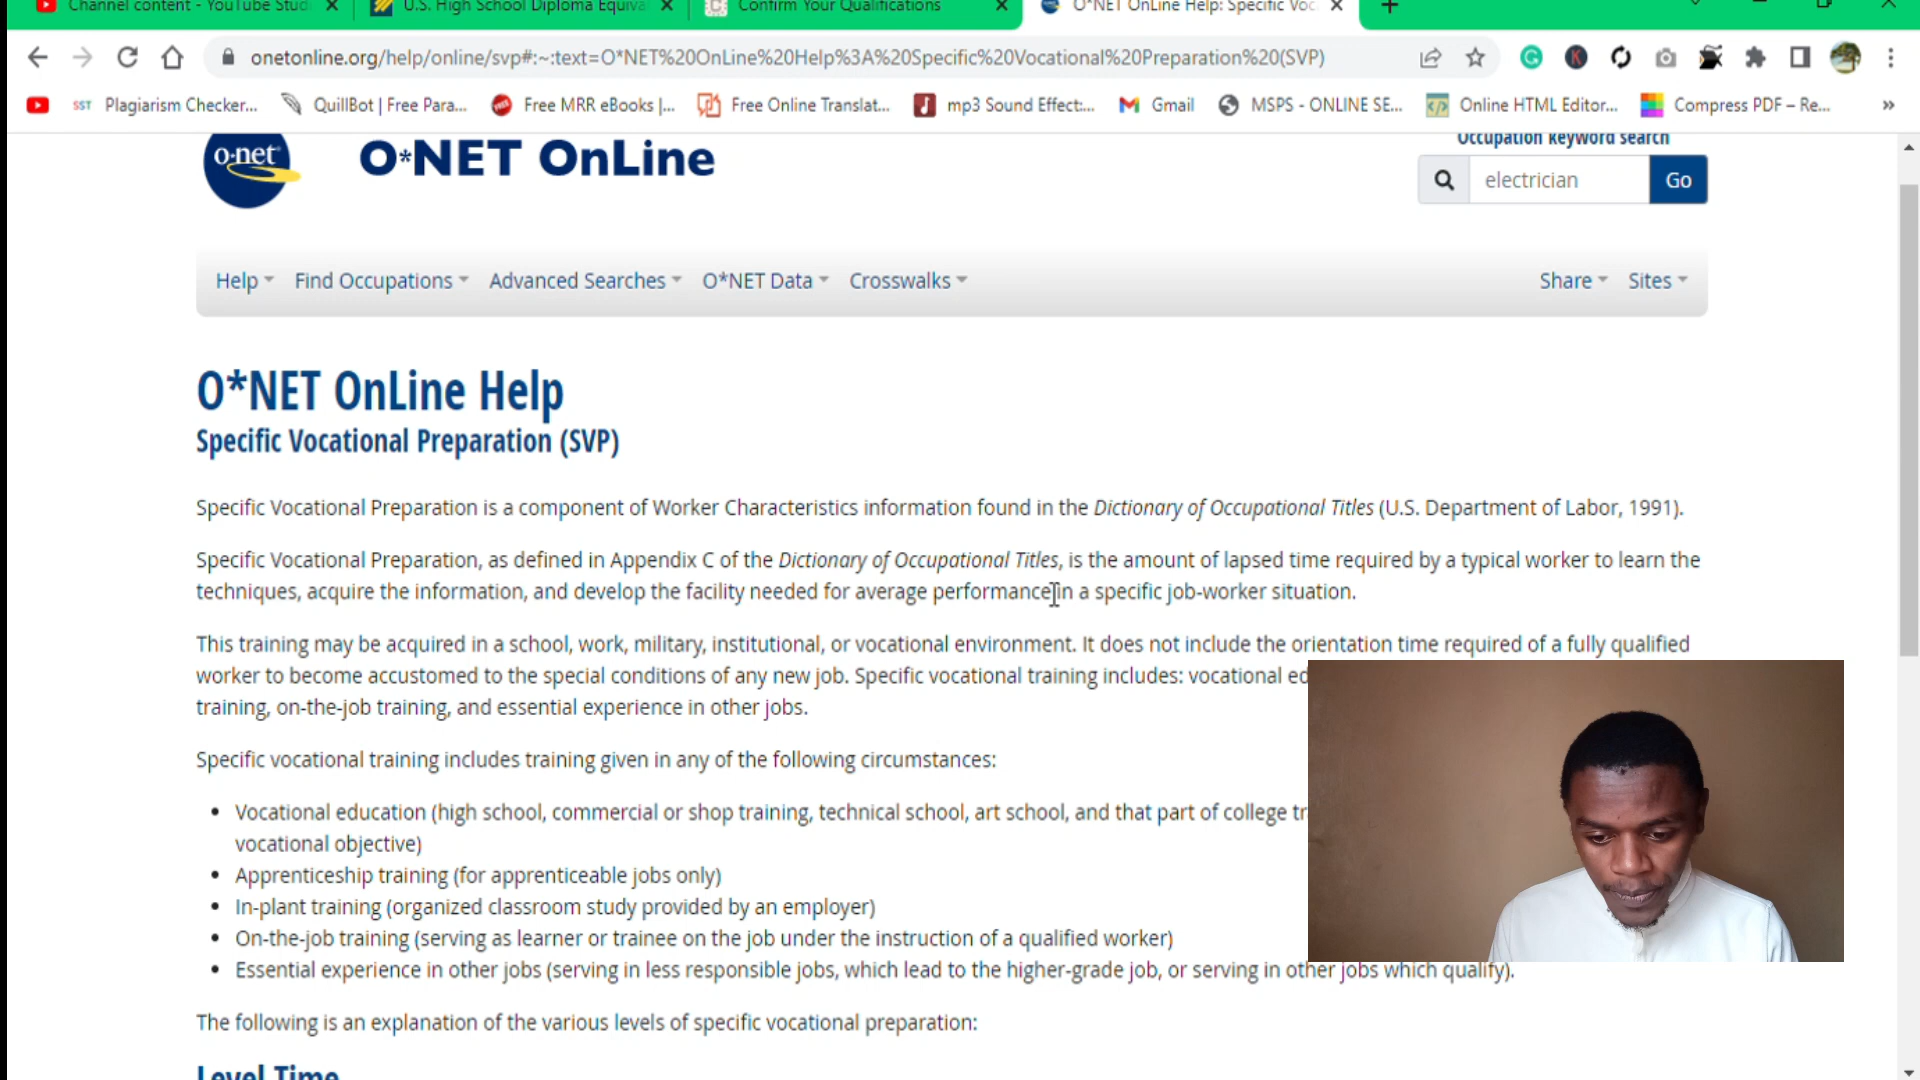 Channel content - YouTube Stud
U.S. High School Diploma Equiva
Confirm Your Qualifications
O*NET OnLine Help: Specific Voc
onetonline.org/help/online/svp#:~:text=O*NET%20OnLine%20Help%3A%20Specific%20Vocational%20Preparation%20(SVP)
SST Plagiarism Checker...
QuillBot | Free Para...
Free MRR eBooks |...
Free Online Translat...
mp3 Sound Effect:...
Gmail
MSPS - ONLINE SE...
Online HTML Editor...
Compress PDF – Re...
»
o·net
O*NET OnLine
Occupation keyword search
electrician
Go
Help
Find Occupations
Advanced Searches
O*NET Data
Crosswalks
Share
Sites
O*NET OnLine Help
Specific Vocational Preparation (SVP)
Specific Vocational Preparation is a component of Worker Characteristics information found in the Dictionary of Occupational Titles (U.S. Department of Labor, 1991).
Specific Vocational Preparation, as defined in Appendix C of the Dictionary of Occupational Titles, is the amount of lapsed time required by a typical worker to learn the
techniques, acquire the information, and develop the facility needed for average performance in a specific job-worker situation.
This training may be acquired in a school, work, military, institutional, or vocational environment. It does not include the orientation time required of a fully qualified
worker to become accustomed to the special conditions of any new job. Specific vocational training includes: vocational ed
training, on-the-job training, and essential experience in other jobs.
Specific vocational training includes training given in any of the following circumstances:
• Vocational education (high school, commercial or shop training, technical school, art school, and that part of college tr
vocational objective)
• Apprenticeship training (for apprenticeable jobs only)
• In-plant training (organized classroom study provided by an employer)
• On-the-job training (serving as learner or trainee on the job under the instruction of a qualified worker)
• Essential experience in other jobs (serving in less responsible jobs, which lead to the higher-grade job, or serving in other jobs which qualify).
The following is an explanation of the various levels of specific vocational preparation:
Level Time